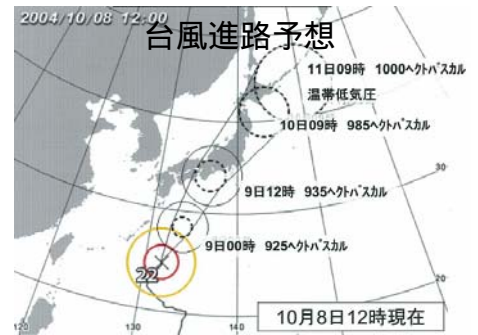 2004/10/08 12:00
台風進路予想
11日09時 1000ヘクトパスカル
温帯低気圧
10日09時 985ヘクトパスカル
30
9日12時 935ヘクトパスカル
9日00時 925ヘクトパスカル
22
20
10月8日12時現在
120
130
140